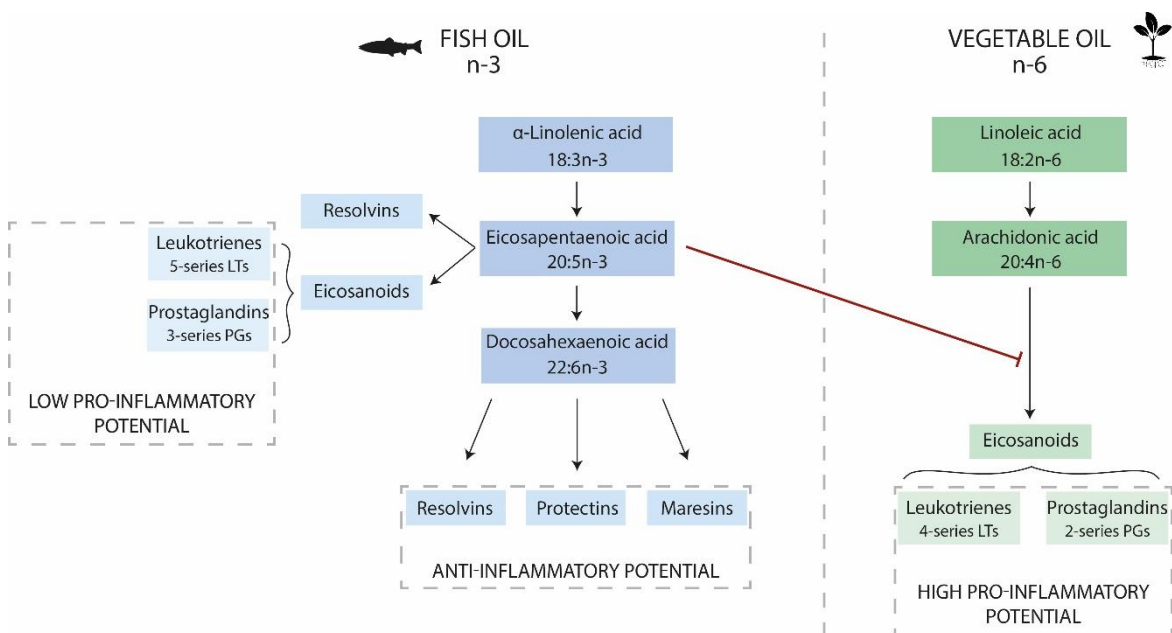 FISH OIL
n-3
α-Linolenic acid
18:3n-3
Resolvins
Eicosapentaenoic acid
20:5n-3
Leukotrienes
5-series LTs
Eicosanoids
Prostaglandins
3-series PGs
Docosahexaenoic acid
22:6n-3
LOW PRO-INFLAMMATORY
POTENTIAL
Resolvins
Protectins
Maresins
ANTI-INFLAMMATORY POTENTIAL
VEGETABLE OIL
n-6
Linoleic acid
18:2n-6
Arachidonic acid
20:4n-6
Eicosanoids
Leukotrienes
4-series LTs
Prostaglandins
2-series PGs
HIGH PRO-INFLAMMATORY
POTENTIAL